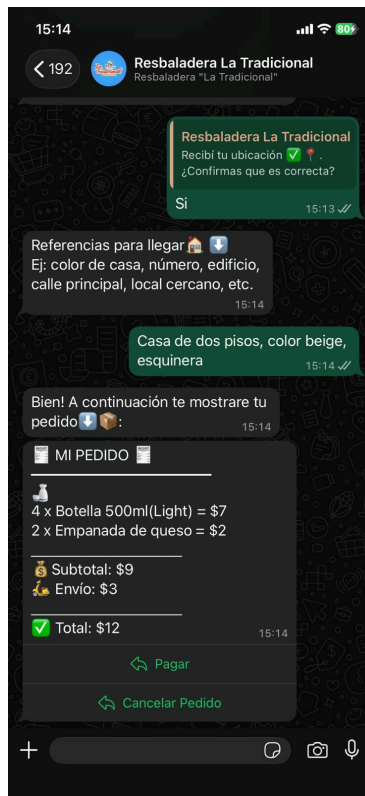 15:14
80
192
Resbaladera La Tradicional
Resbaladera "La Tradicional"
Resbaladera La Tradicional
Recibí tu ubicación ✅ 📍 .
¿Confirmas que es correcta?
Si
15:13
Referencias para llegar🏠 ⬇️
Ej: color de casa, número, edificio,
calle principal, local cercano, etc.
15:14
Casa de dos pisos, color beige,
esquinera
15:14
Bien! A continuación te mostrare tu
pedido⬇️📦:
15:14
🧾 MI PEDIDO 🧾
4 x Botella 500ml(Light) = $7
2 x Empanada de queso = $2
💰 Subtotal: $9
🛵 Envío: $3
✅ Total: $12
15:14
Pagar
Cancelar Pedido